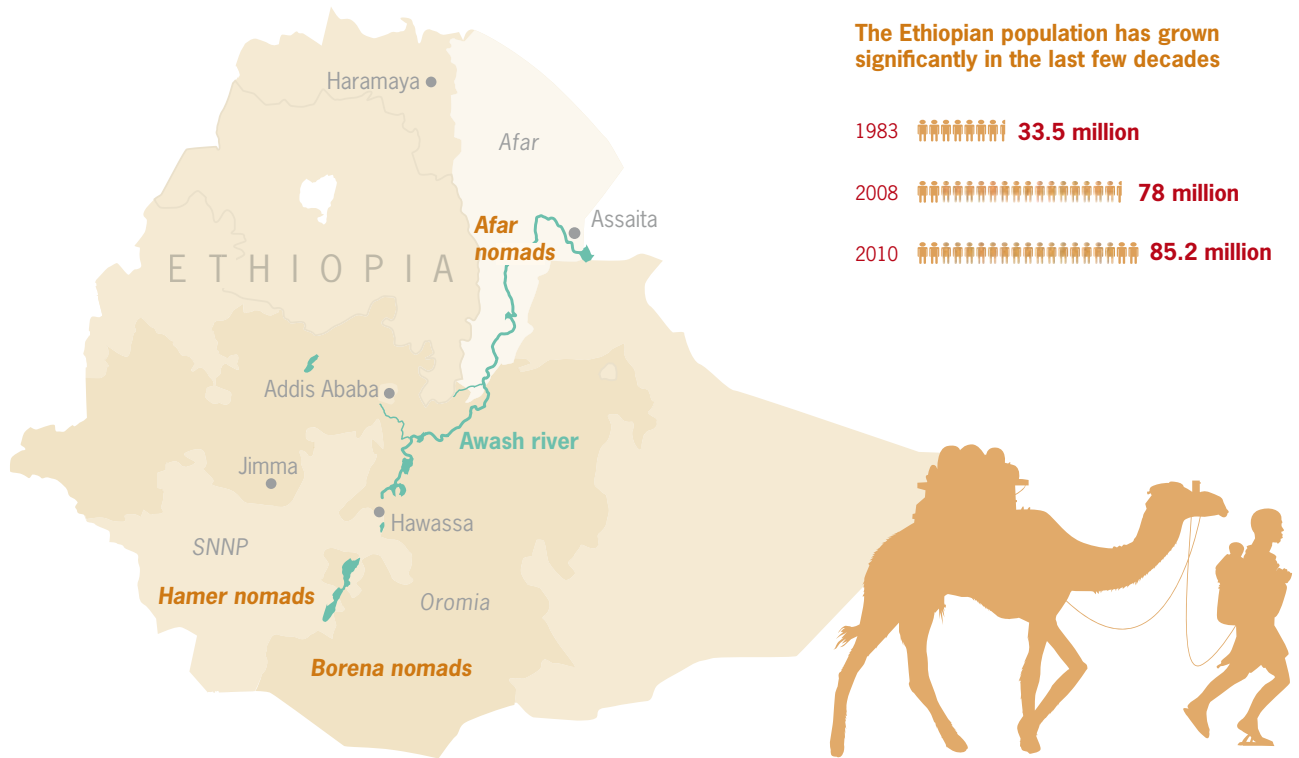 The Ethiopian population has grown
significantly in the last few decades
1983 33.5 million
2008 78 million
2010 85.2 million
Haramaya
Afar
Afar
nomads
Assaita
ETHIOPIA
Addis Ababa
Awash river
Jimma
Hawassa
SNNP
Hamer nomads
Oromia
Borena nomads